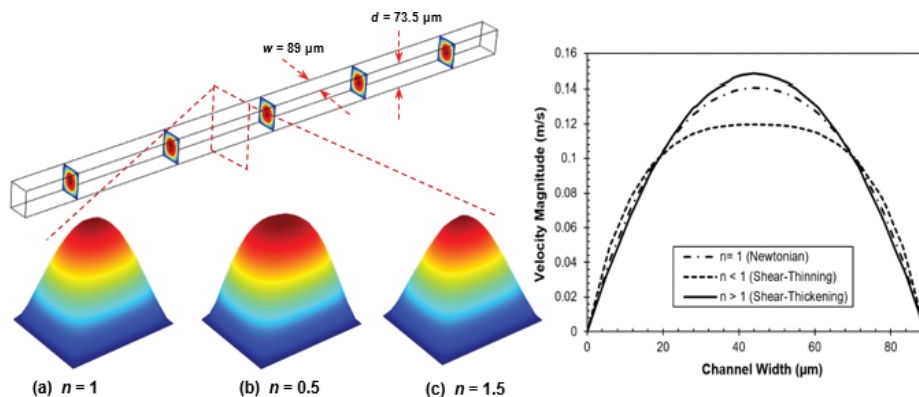 d = 73.5 µm
w = 89 µm
(a) n = 1
(b) n = 0.5
(c) n = 1.5
Velocity Magnitude (m/s)
0.16
0.14
0.12
0.1
0.08
0.06
0.04
0.02
0
n= 1 (Newtonian)
n < 1 (Shear-Thinning)
n > 1 (Shear-Thickening)
0 20 40 60 80
Channel Width (µm)